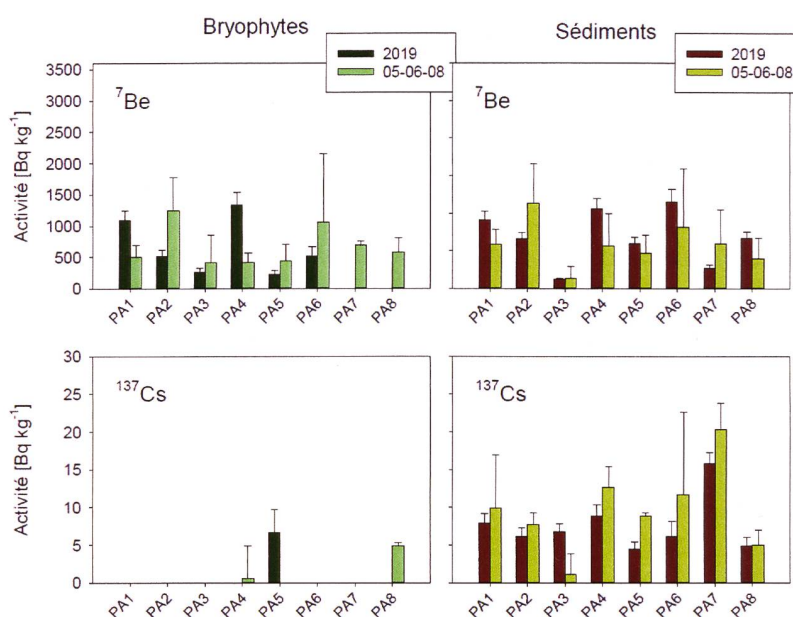 Bryophytes
Sédiments
2019
05-06-08
2019
05-06-08
3500
3000
2500
2000
1500
1000
500
0
Activité [Bq kg⁻¹]
⁷Be
⁷Be
PA1 PA2 PA3 PA4 PA5 PA6 PA7 PA8
PA1 PA2 PA3 PA4 PA5 PA6 PA7 PA8
30
25
20
15
10
5
0
Activité [Bq kg⁻¹]
¹³⁷Cs
¹³⁷Cs
PA1 PA2 PA3 PA4 PA5 PA6 PA7 PA8
PA1 PA2 PA3 PA4 PA5 PA6 PA7 PA8